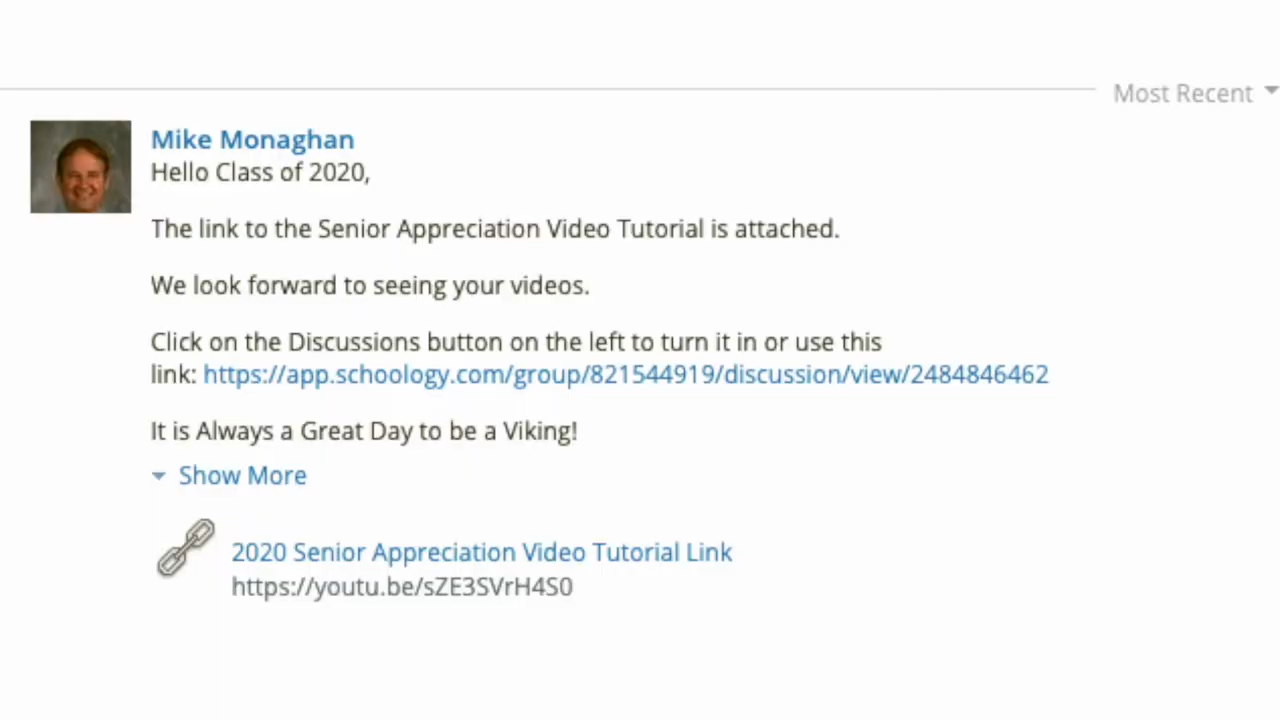 Most Recent
Mike Monaghan
Hello Class of 2020,
The link to the Senior Appreciation Video Tutorial is attached.
We look forward to seeing your videos.
Click on the Discussions button on the left to turn it in or use this
link: https://app.schoology.com/group/821544919/discussion/view/2484846462
It is Always a Great Day to be a Viking!
Show More
2020 Senior Appreciation Video Tutorial Link
https://youtu.be/sZE3SVrH4S0